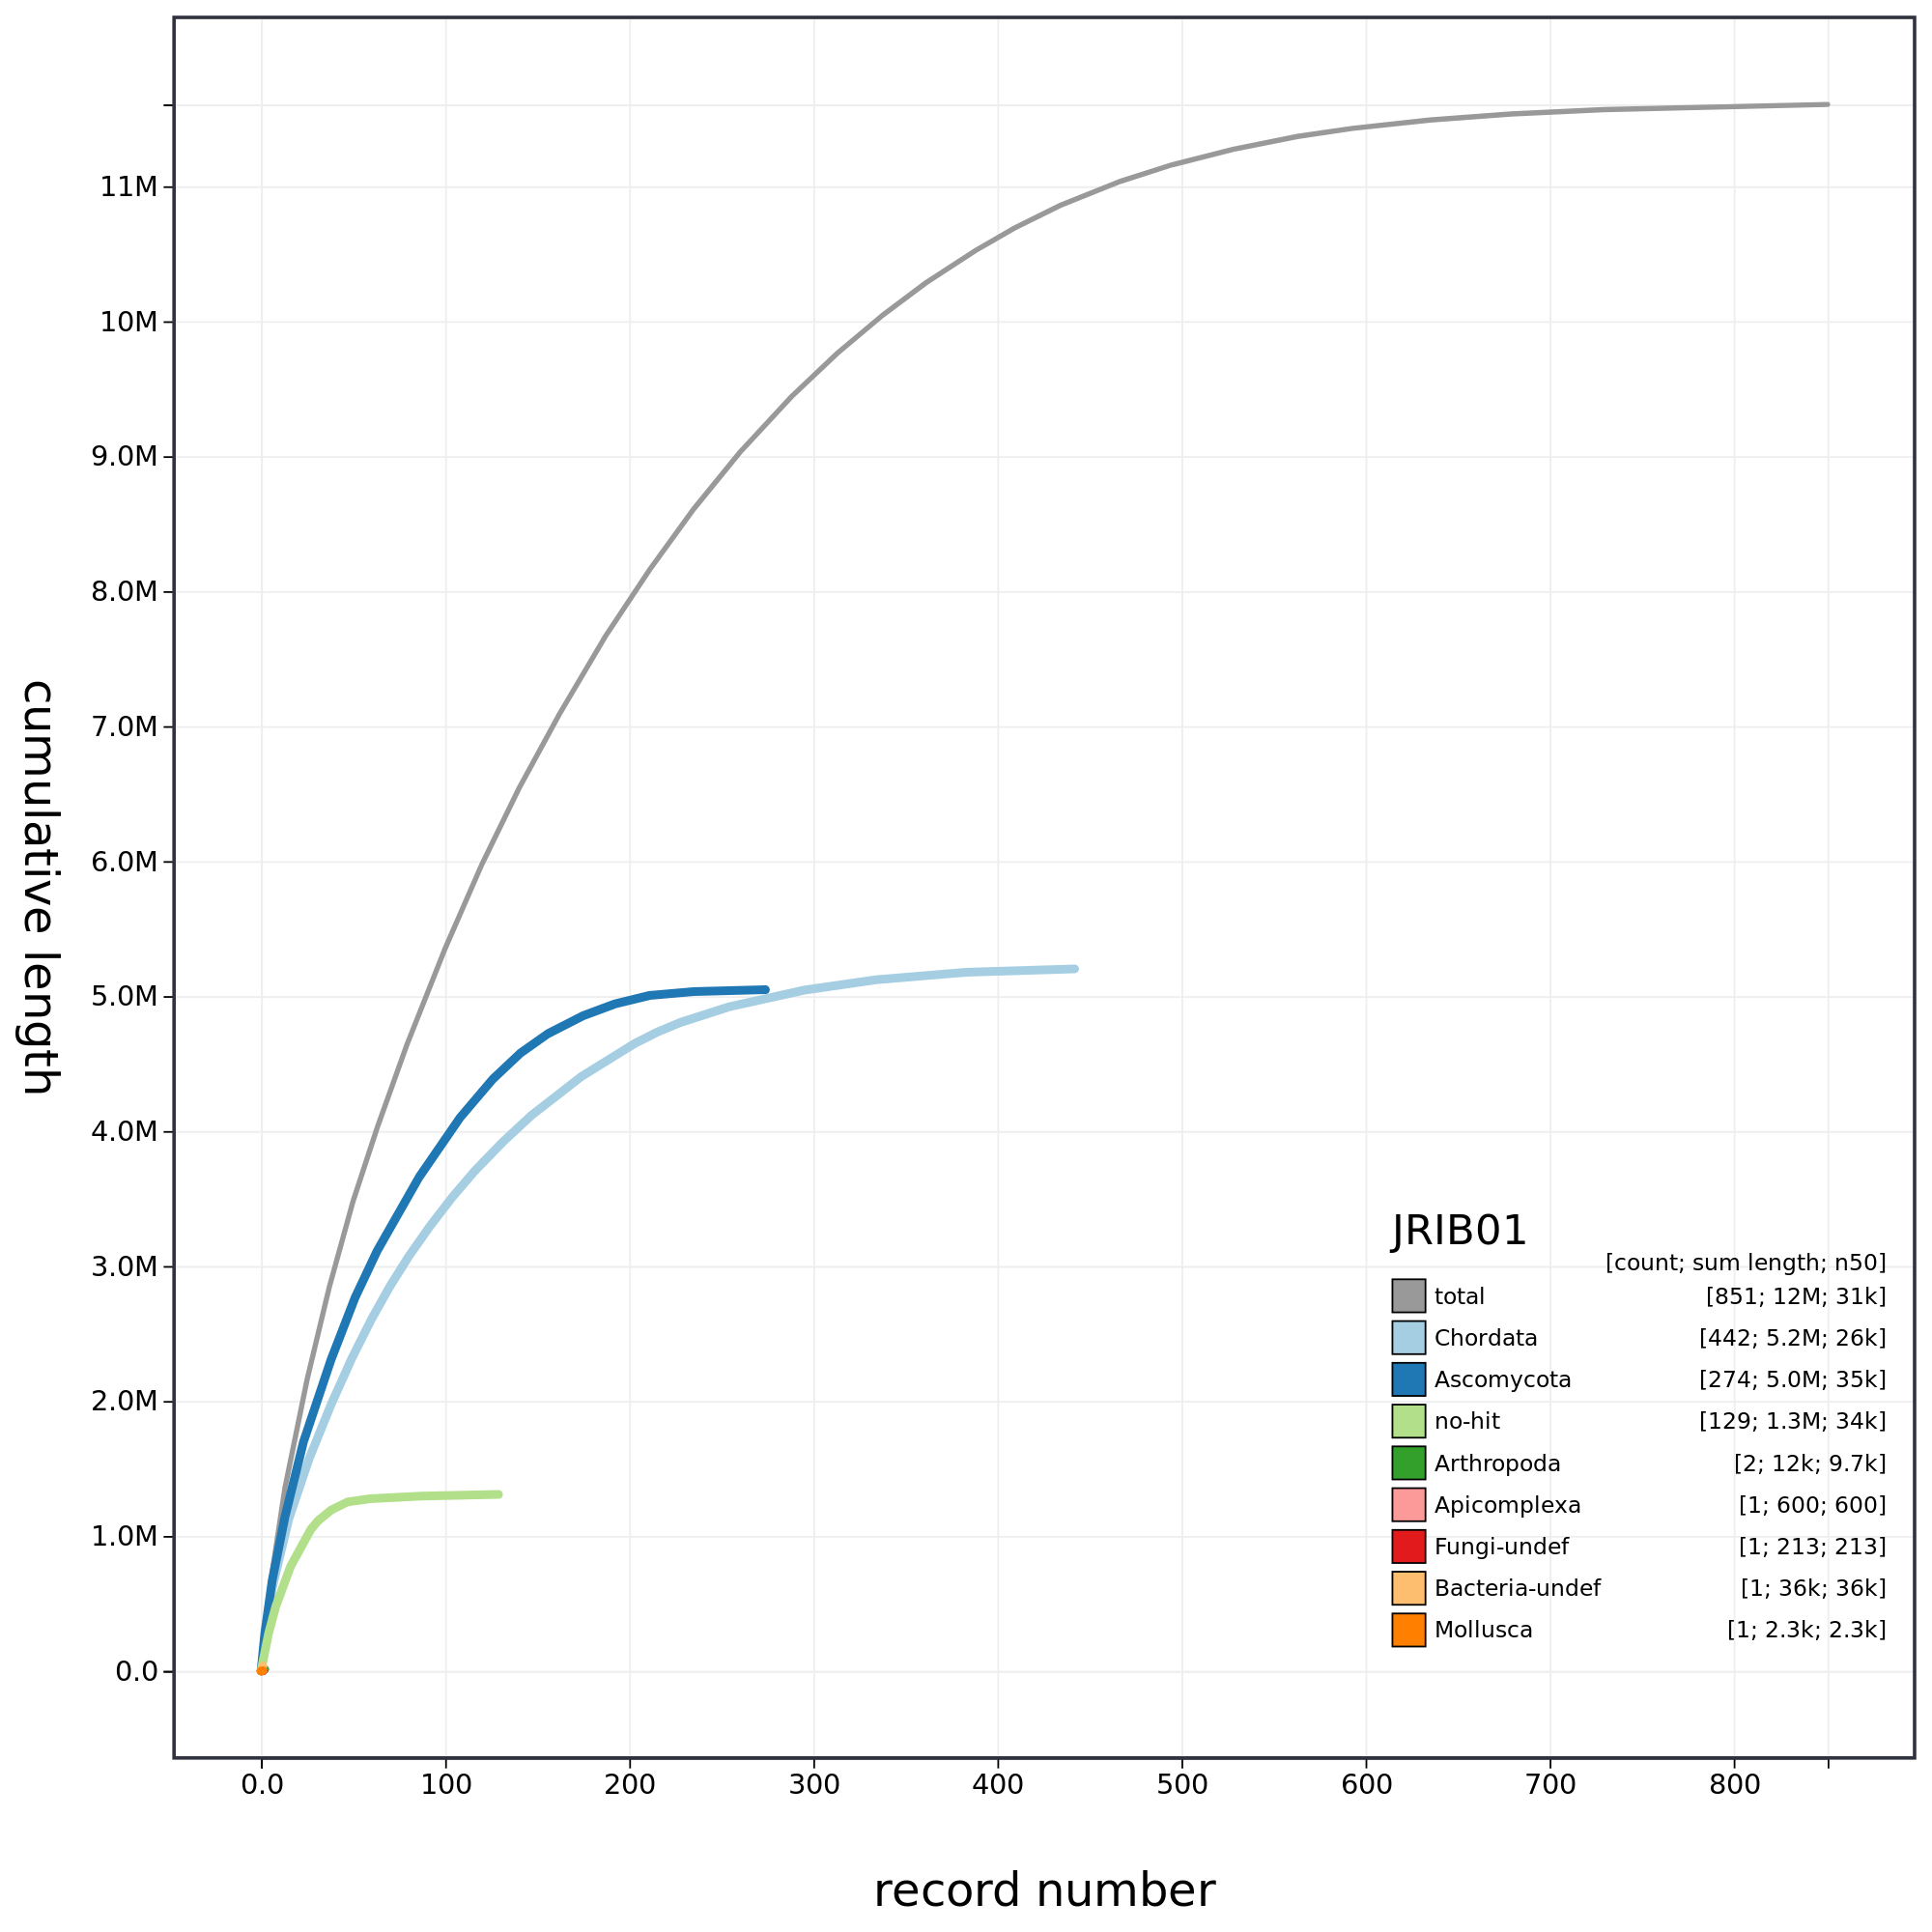 11M
10M
9.0M
8.0M
7.0M
6.0M
5.0M
4.0M
3.0M
2.0M
1.0M
0.0
cumulative length
JRIB01
[count; sum length; n50]
total [851; 12M; 31k]
Chordata [442; 5.2M; 26k]
Ascomycota [274; 5.0M; 35k]
no-hit [129; 1.3M; 34k]
Arthropoda [2; 12k; 9.7k]
Apicomplexa [1; 600; 600]
Fungi-undef [1; 213; 213]
Bacteria-undef [1; 36k; 36k]
Mollusca [1; 2.3k; 2.3k]
0.0 100 200 300 400 500 600 700 800
record number